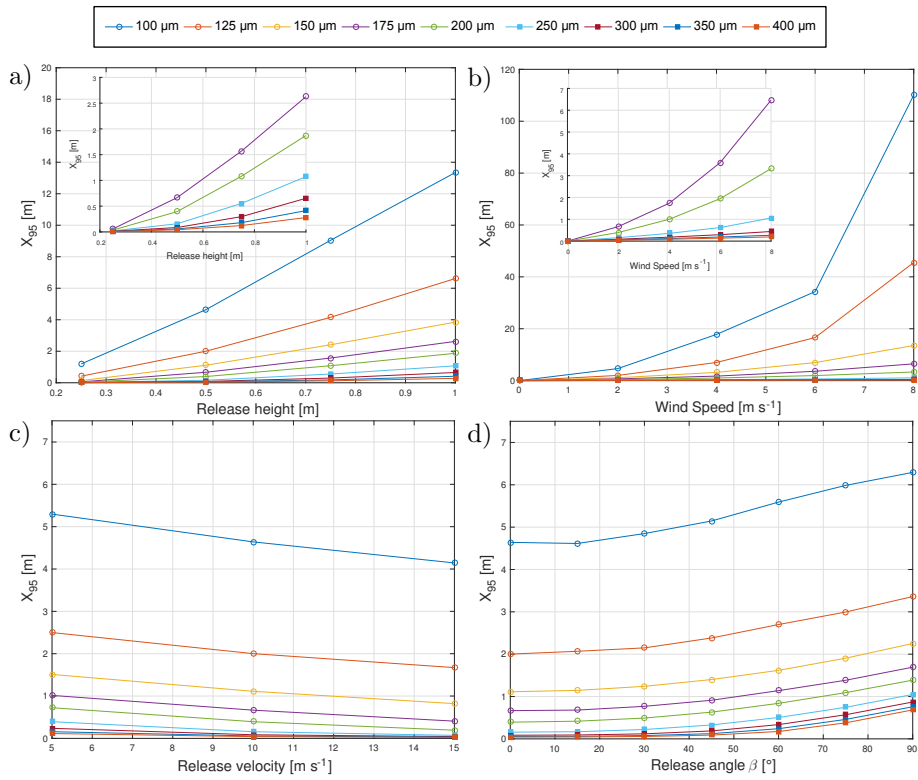 100 µm 125 µm 150 µm 175 µm 200 µm 250 µm 300 µm 350 µm 400 µm
a)
20
18
16
14
12
10
8
6
4
2
0
X95 [m]
0.2 0.3 0.4 0.5 0.6 0.7 0.8 0.9 1
Release height [m]
3
2.5
2
1.5
1
0.5
0
X95 [m]
0.2 0.4 0.6 0.8 1
Release height [m]
b)
120
100
80
60
40
20
0
X95 [m]
0 1 2 3 4 5 6 7 8
Wind Speed [m s-1]
7
6
5
4
3
2
1
0
X95 [m]
0 2 4 6 8
Wind Speed [m s-1]
c)
7
6
5
4
3
2
1
0
X95 [m]
5 6 7 8 9 10 11 12 13 14 15
Release velocity [m s-1]
d)
7
6
5
4
3
2
1
0
X95 [m]
0 10 20 30 40 50 60 70 80 90
Release angle β [°]